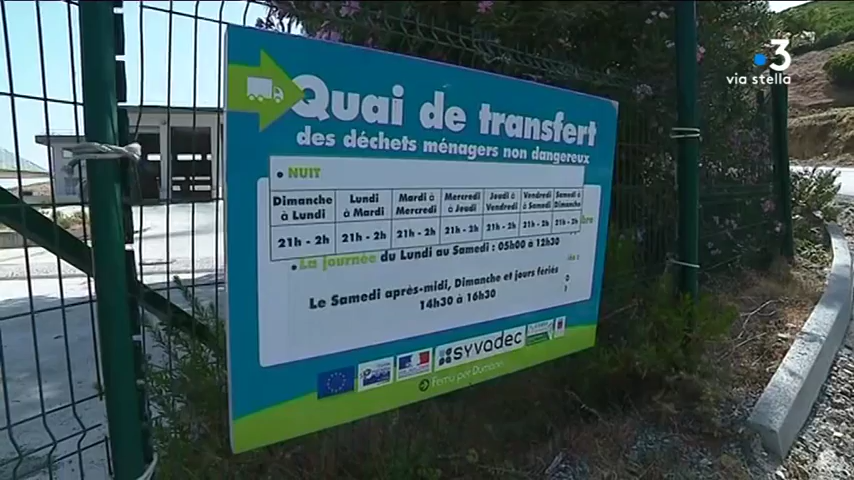 3
via stella
Quai de transfert
des déchets ménagers non dangereux
• NUIT
Dimanche à Lundi
Lundi à Mardi
Mardi à Mercredi
Mercredi à Jeudi
Jeudi à Vendredi
Vendredi à Samedi
Samedi à Dimanche
21h - 2h
21h - 2h
21h - 2h
21h - 2h
21h - 2h
21h - 2h
21h - 2h
• La journée du Lundi au Samedi : 05h00 à 12h30
Le Samedi après-midi, Dimanche et jours fériés
14h30 à 16h30
SYVADEC
Femu per Dumane